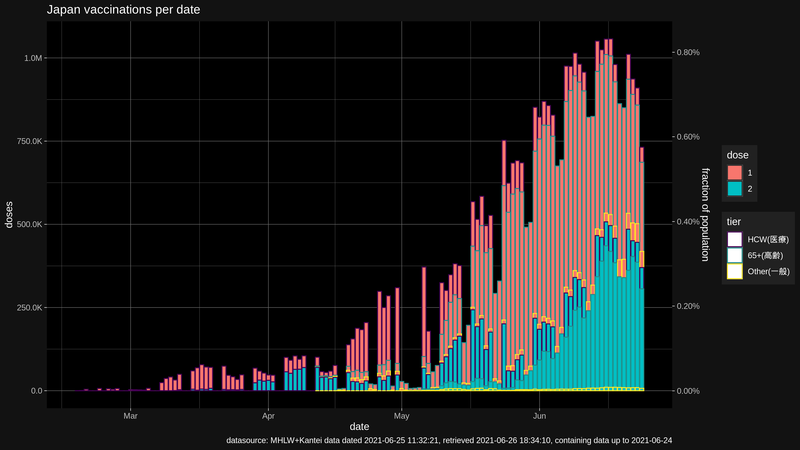 Japan vaccinations per date
1.0M
750.0K
500.0K
250.0K
0.0
doses
0.80%
0.60%
0.40%
0.20%
0.00%
fraction of population
Mar
Apr
May
Jun
date
dose
1
2
tier
HCW(医療)
65+(高齢)
Other(一般)
datasource: MHLW+Kantei data dated 2021-06-25 11:32:21, retrieved 2021-06-26 18:34:10, containing data up to 2021-06-24